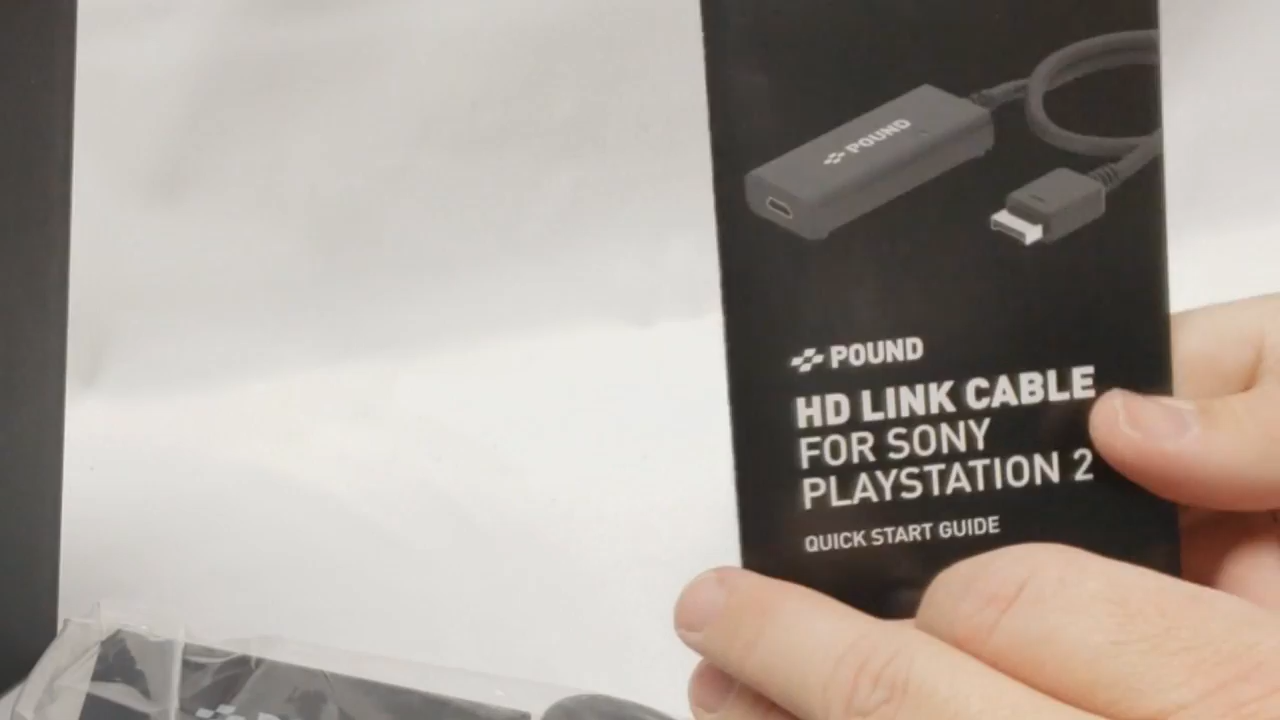 POUND
POUND
HD LINK CABLE
FOR SONY
PLAYSTATION 2
QUICK START GUIDE